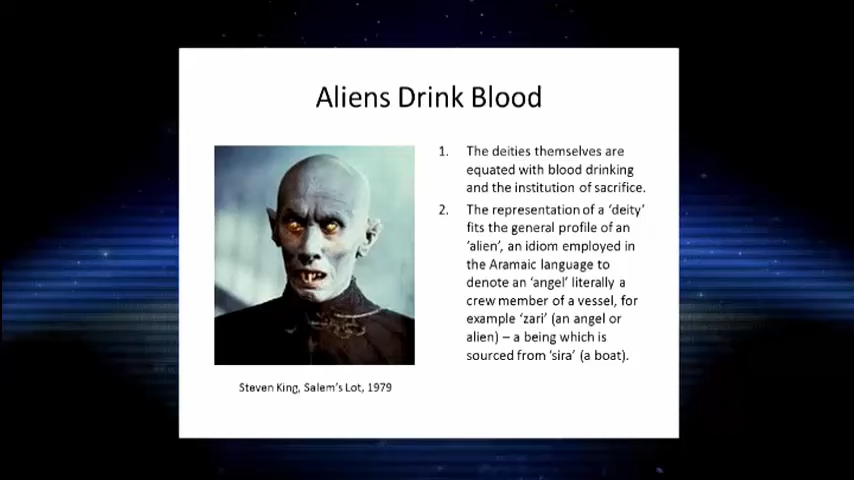 Aliens Drink Blood
1. The deities themselves are
equated with blood drinking
and the institution of sacrifice.
2. The representation of a 'deity'
fits the general profile of an
'alien', an idiom employed in
the Aramaic language to
denote an 'angel' literally a
crew member of a vessel, for
example 'zari' (an angel or
alien) – a being which is
sourced from 'sira' (a boat).
Steven King, Salem's Lot, 1979